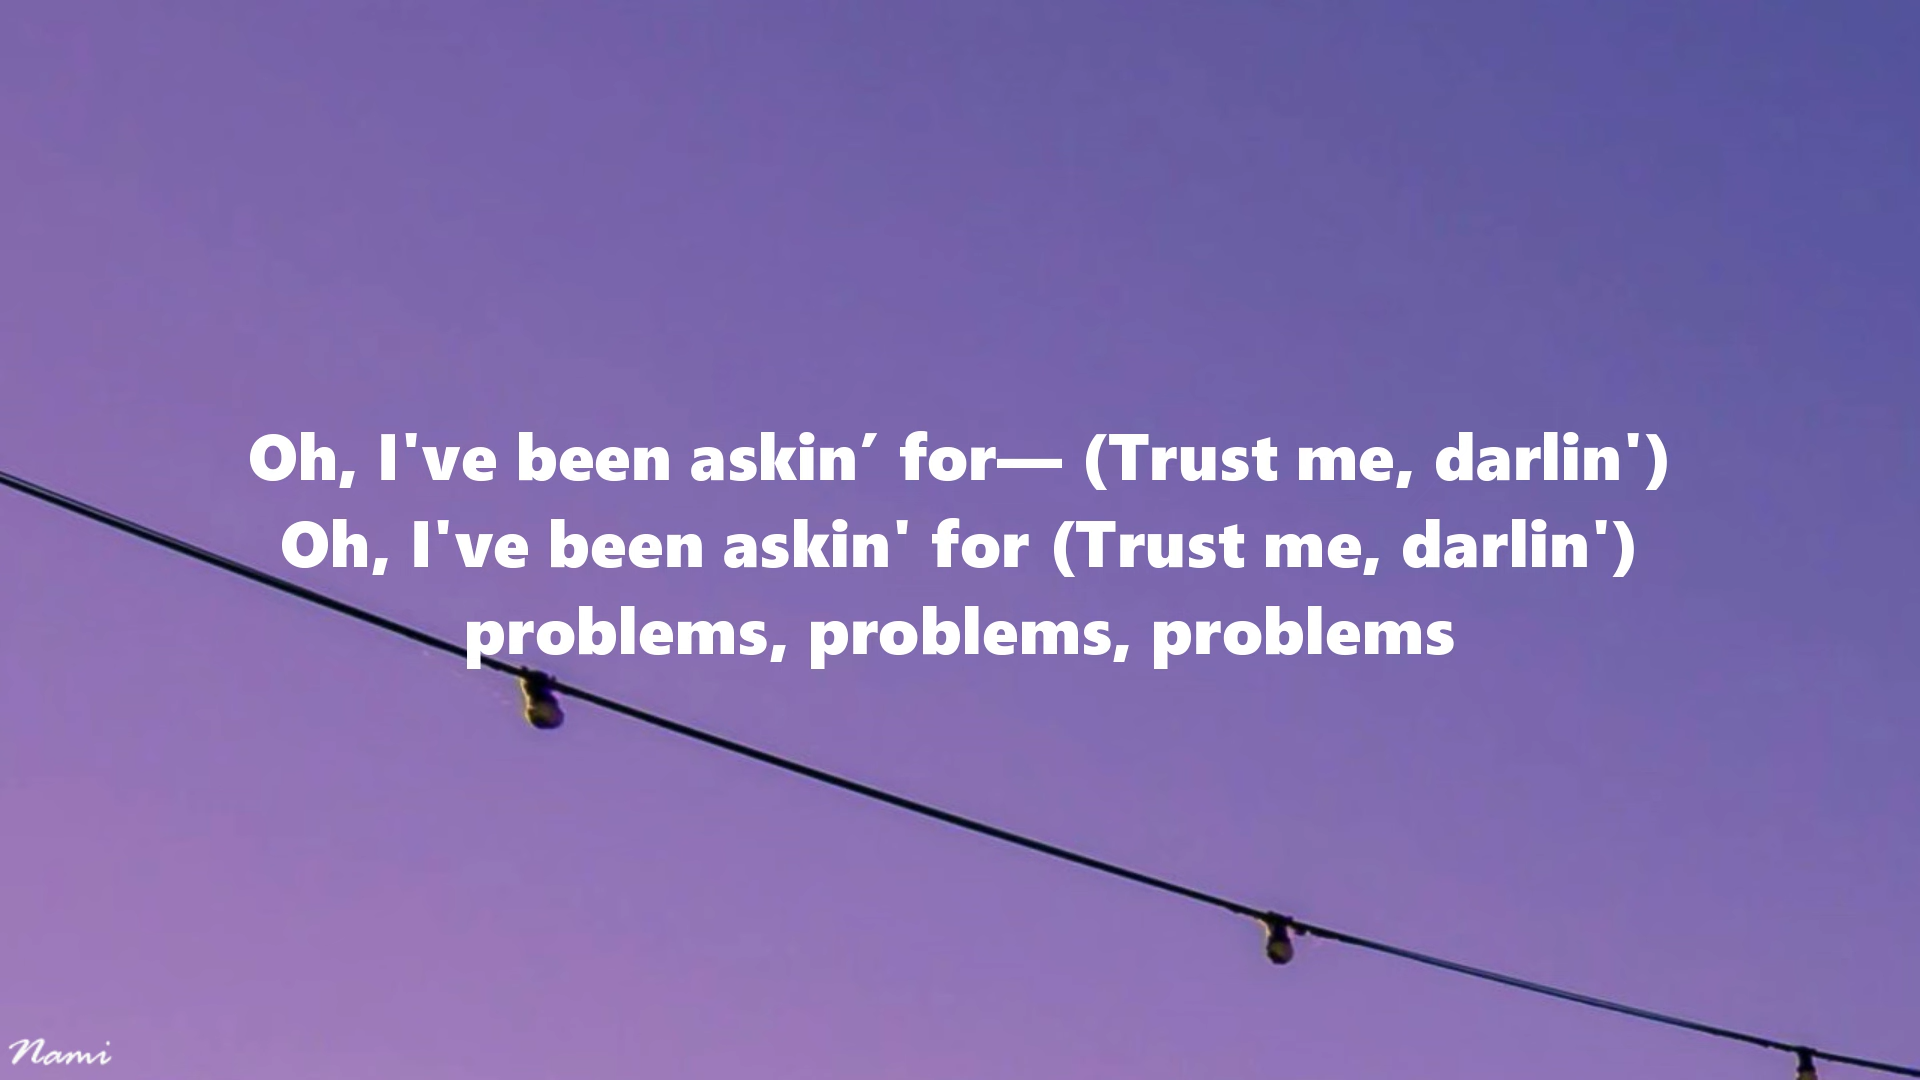 Oh, I've been askin’ for— (Trust me, darlin')
Oh, I've been askin' for (Trust me, darlin')
problems, problems, problems
Nami